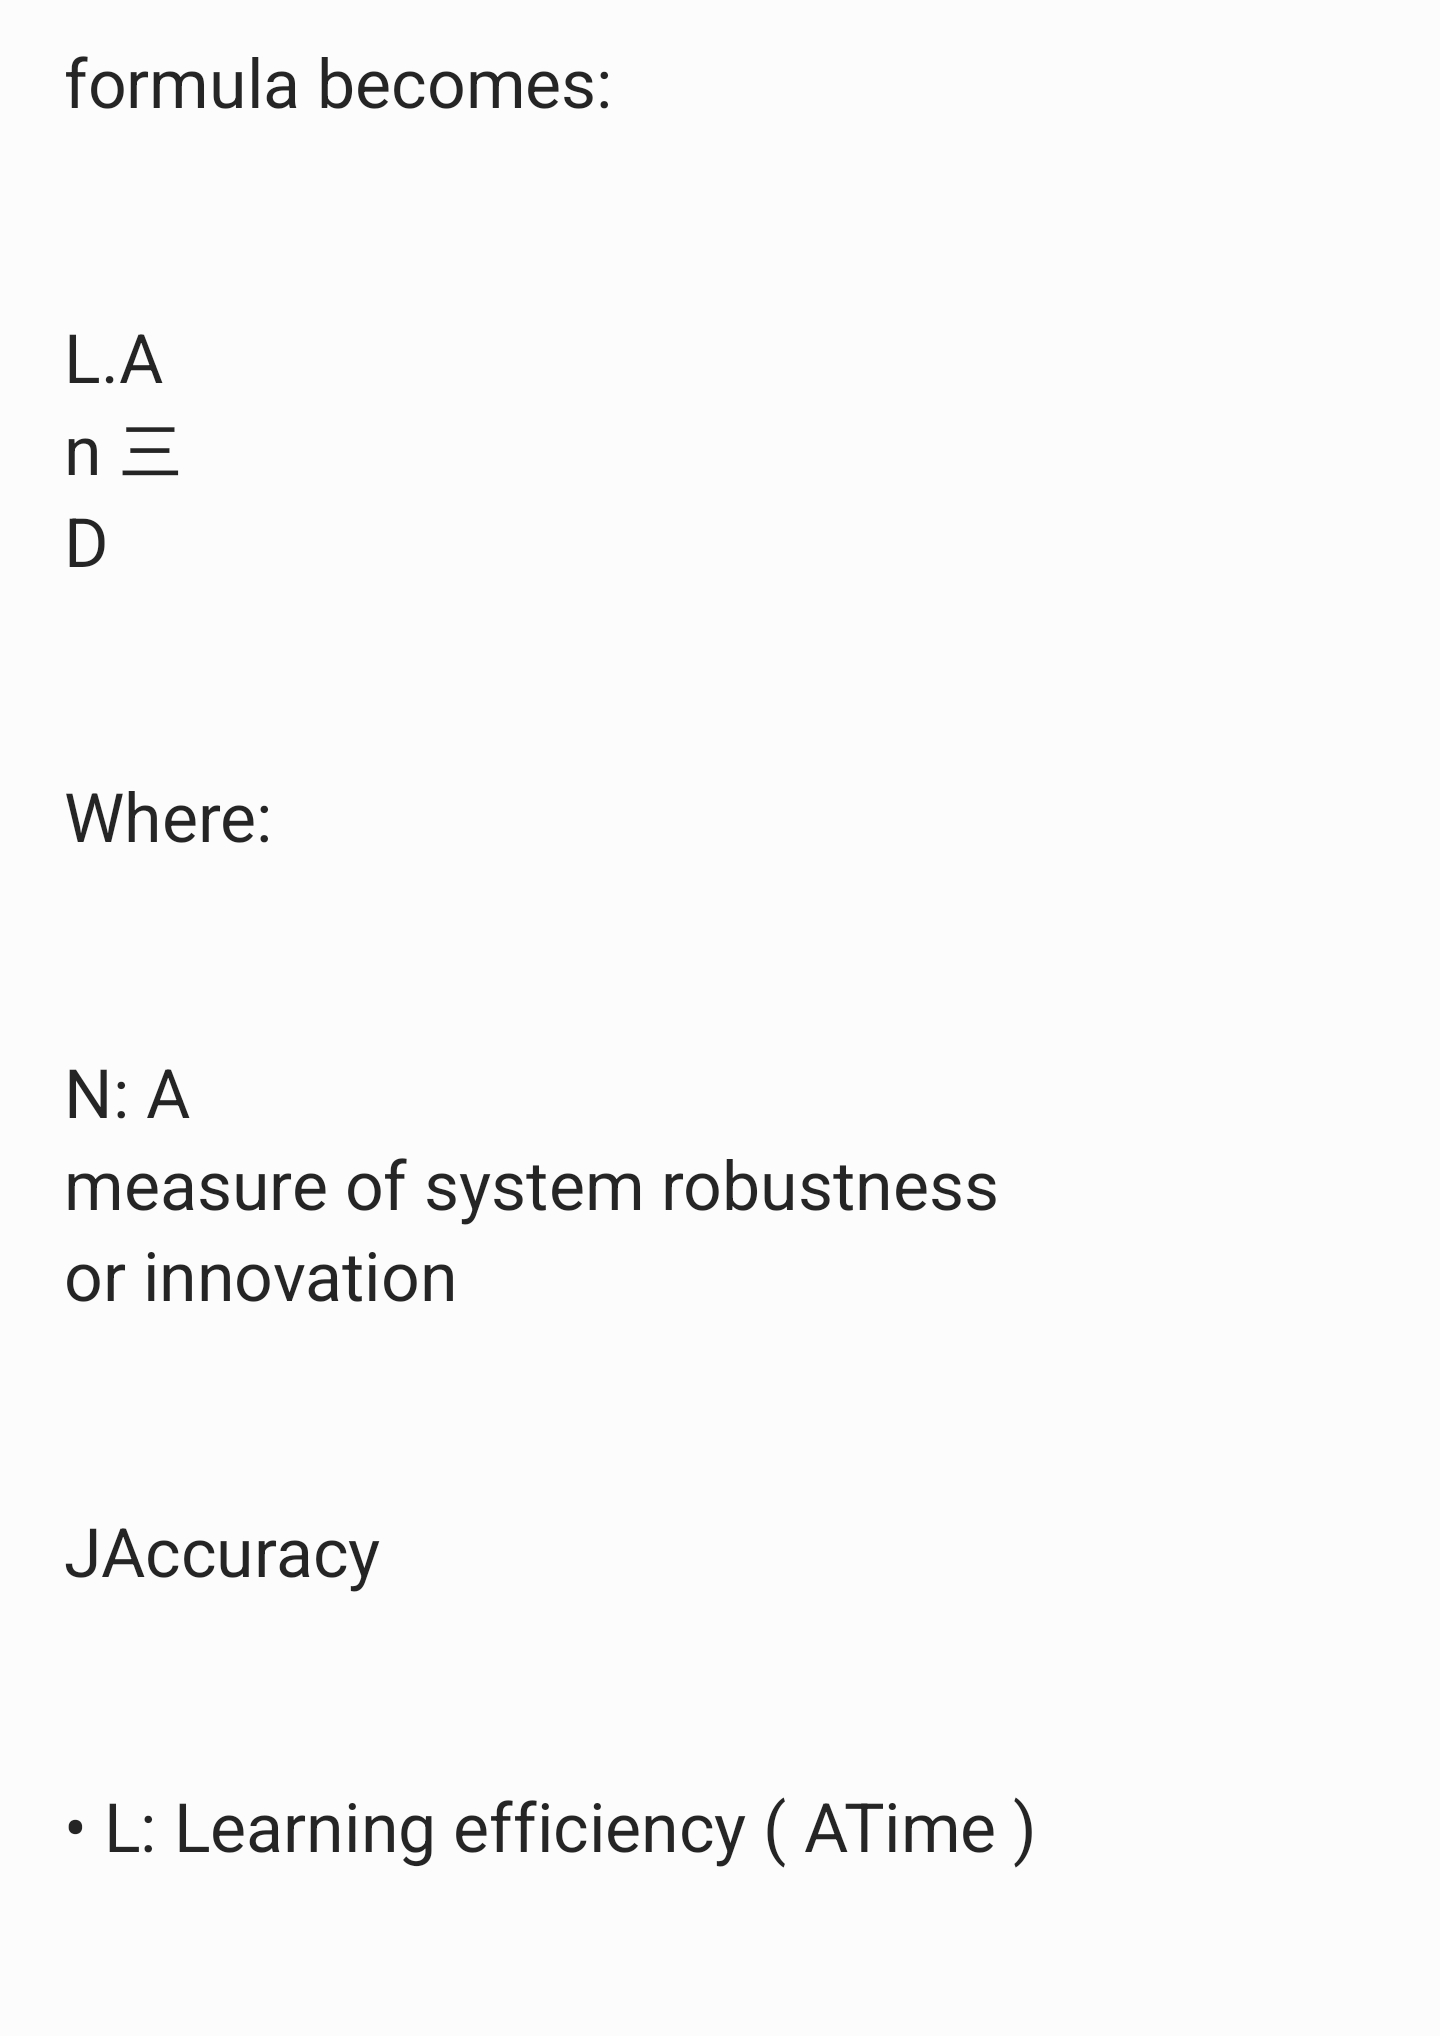 formula becomes:
L.A
n 三
D
Where:
N: A
measure of system robustness
or innovation
JAccuracy
• L: Learning efficiency ( ATime )